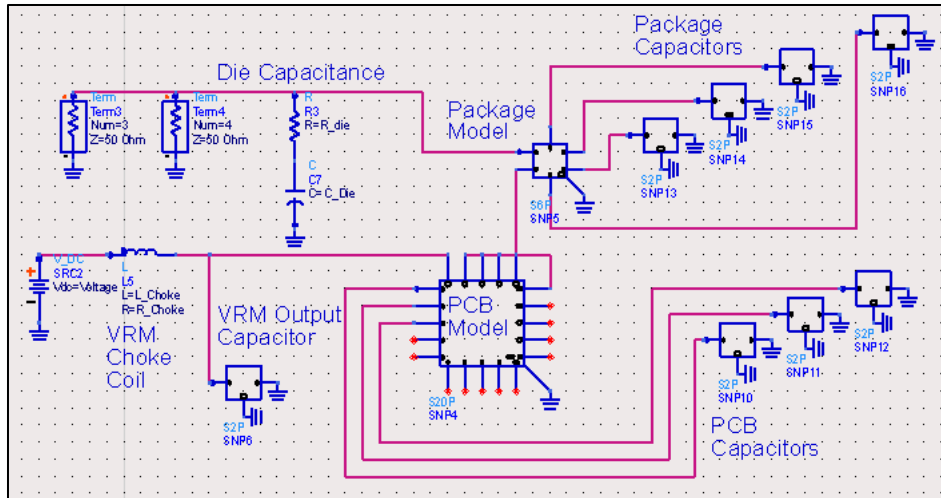 Package
Capacitors
S2P
SNP16
Die Capacitance
S2P
SNP15
Term
Term3
Num=3
Z=50 Ohm
Term
Term4
Num=4
Z=50 Ohm
R
R3
R=R_die
Package
Model
S2P
SNP14
S2P
SNP13
C
C7
C=C_Die
S6P
SNP5
V_DC
SRC2
Vdc=Voltage
L
L5
L=L_Choke
R=R_Choke
VRM
Choke
Coil
VRM Output
Capacitor
S2P
SNP6
PCB
Model
S20P
SNP4
S2P
SNP12
S2P
SNP11
S2P
SNP10
PCB
Capacitors